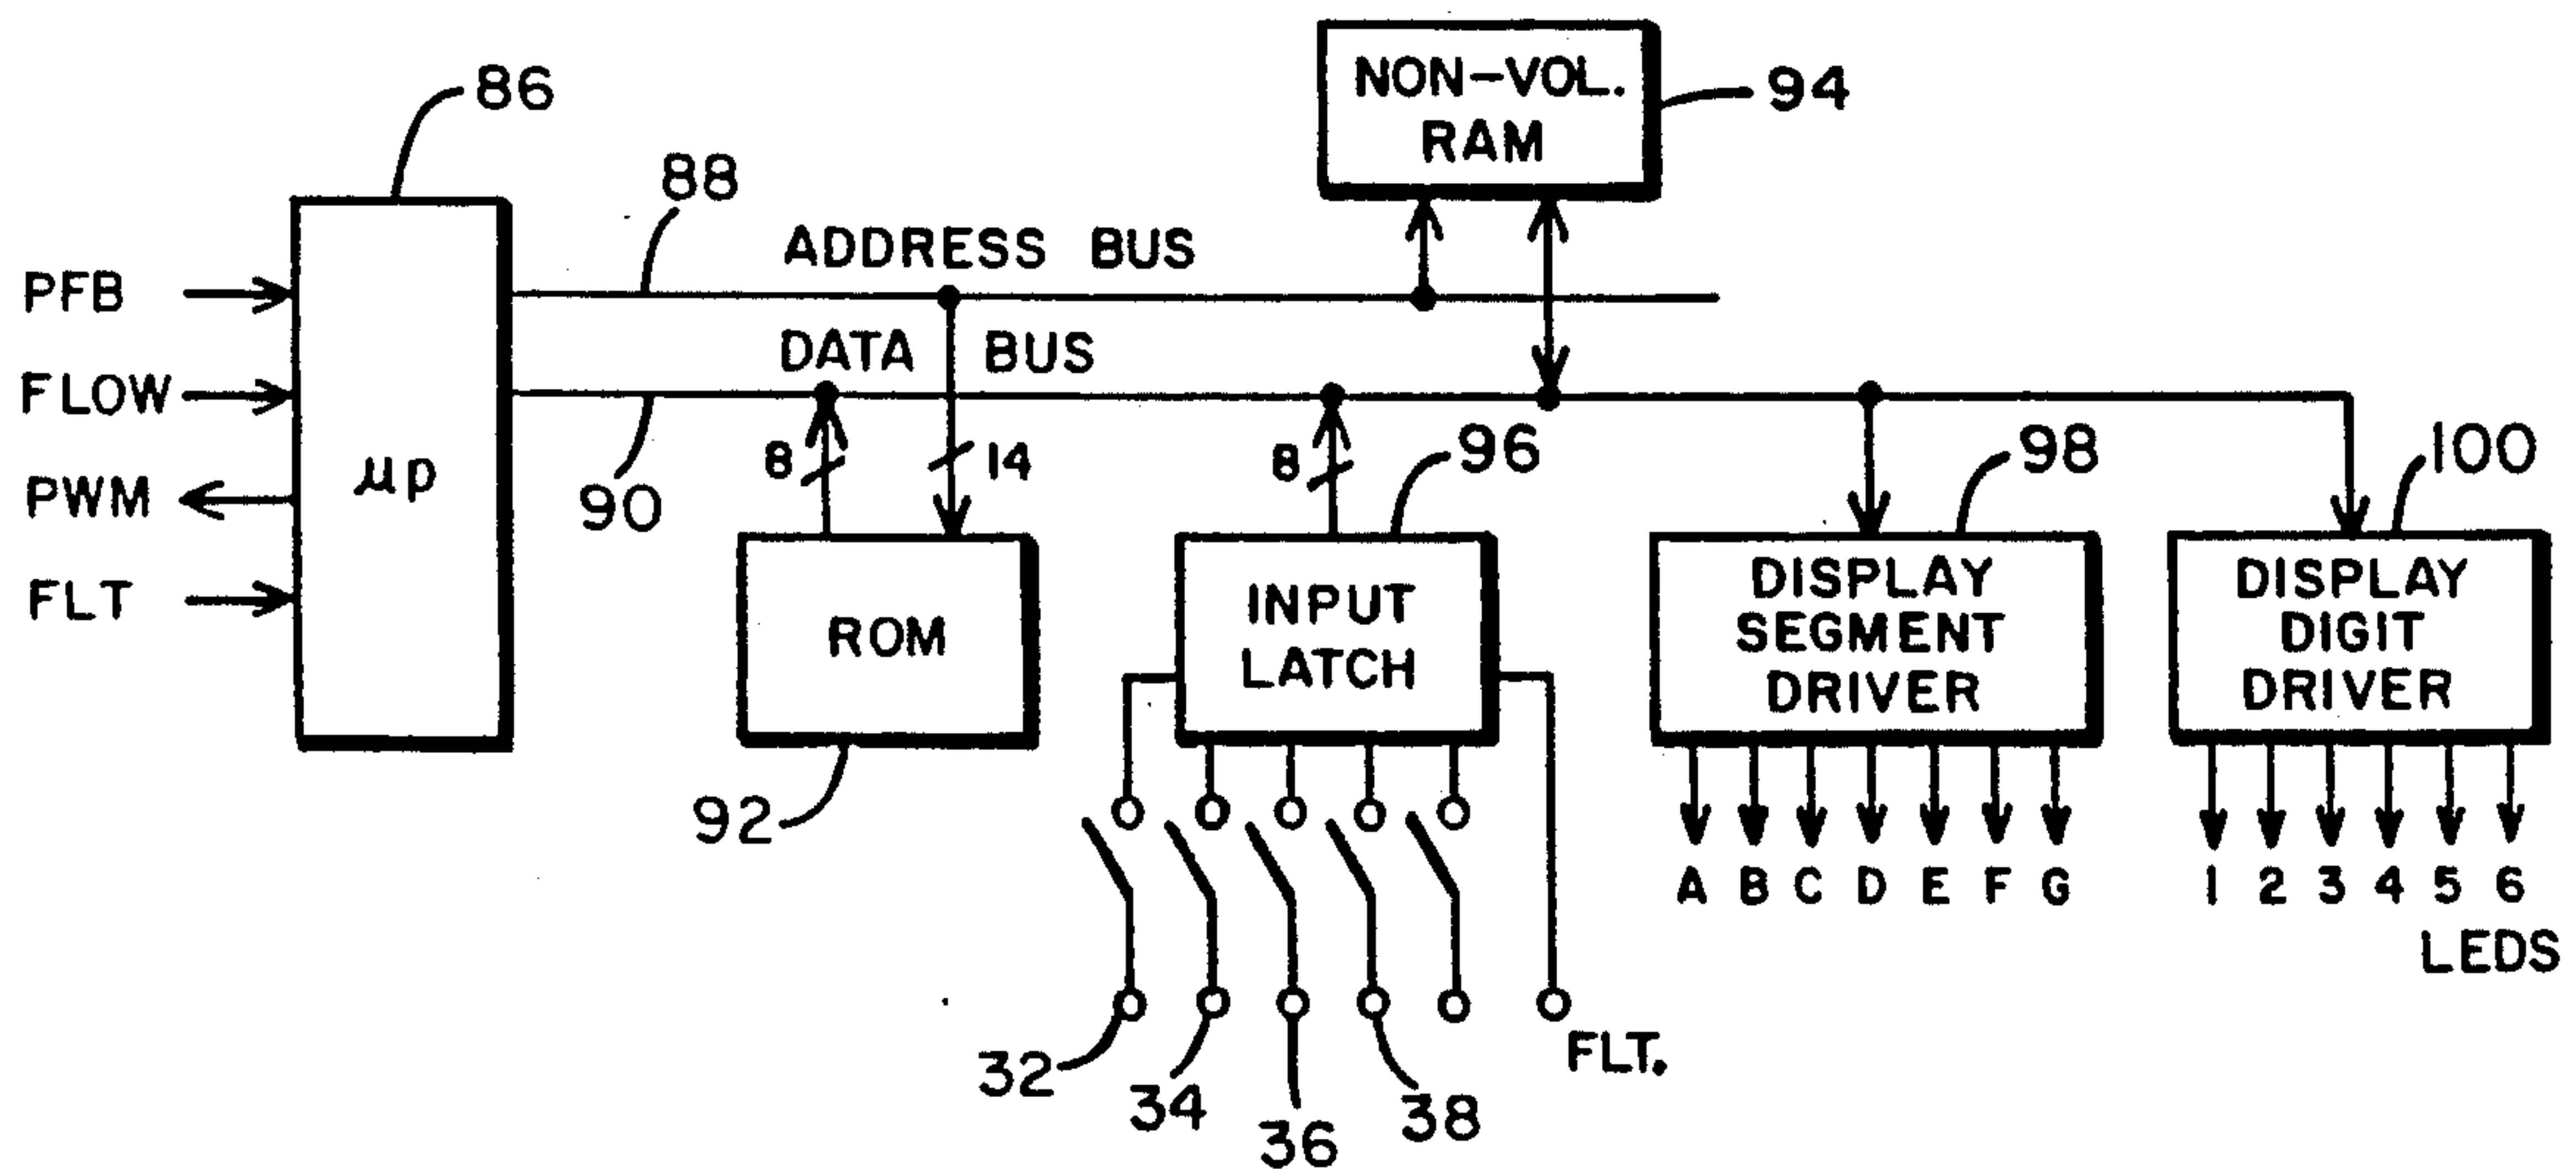 86
88
NON-VOL.
RAM
94
ADDRESS BUS
PFB
DATA BUS
FLOW
8
14
8
96
98
100
PWM
μp
90
FLT
ROM
INPUT
LATCH
DISPLAY
SEGMENT
DRIVER
DISPLAY
DIGIT
DRIVER
92
A B C D E F G
1 2 3 4 5 6
LEDS
32
34
36
38
FLT.